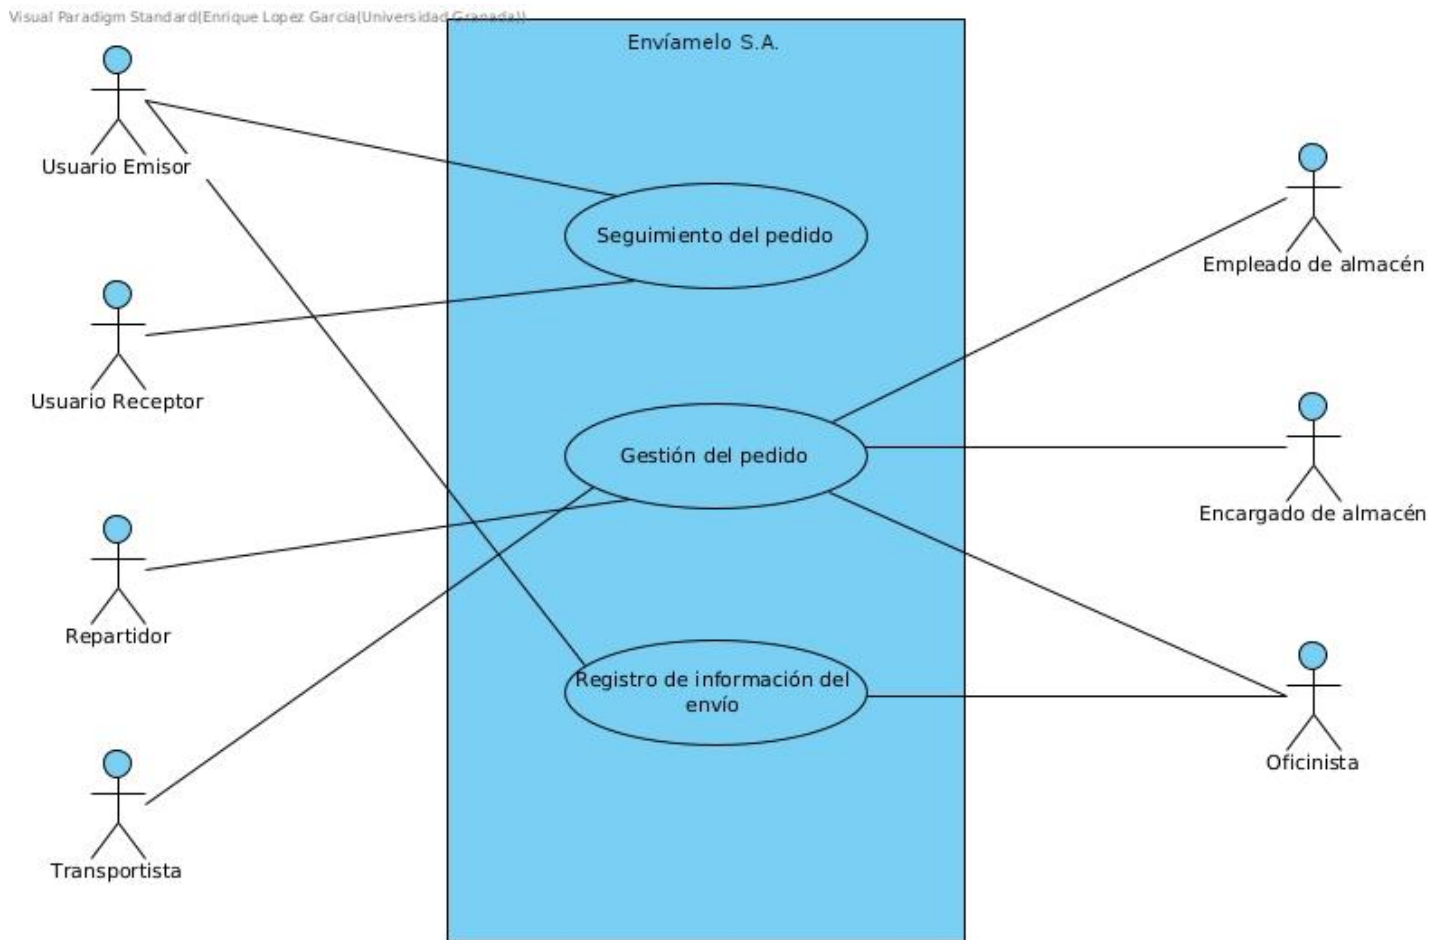 Visual Paradigm Standard(Enrique Lopez Garcia(Universidad Granada))
Envíamelo S.A.
Usuario Emisor
Seguimiento del pedido
Empleado de almacén
Usuario Receptor
Gestión del pedido
Encargado de almacén
Repartidor
Registro de información del
envío
Oficinista
Transportista